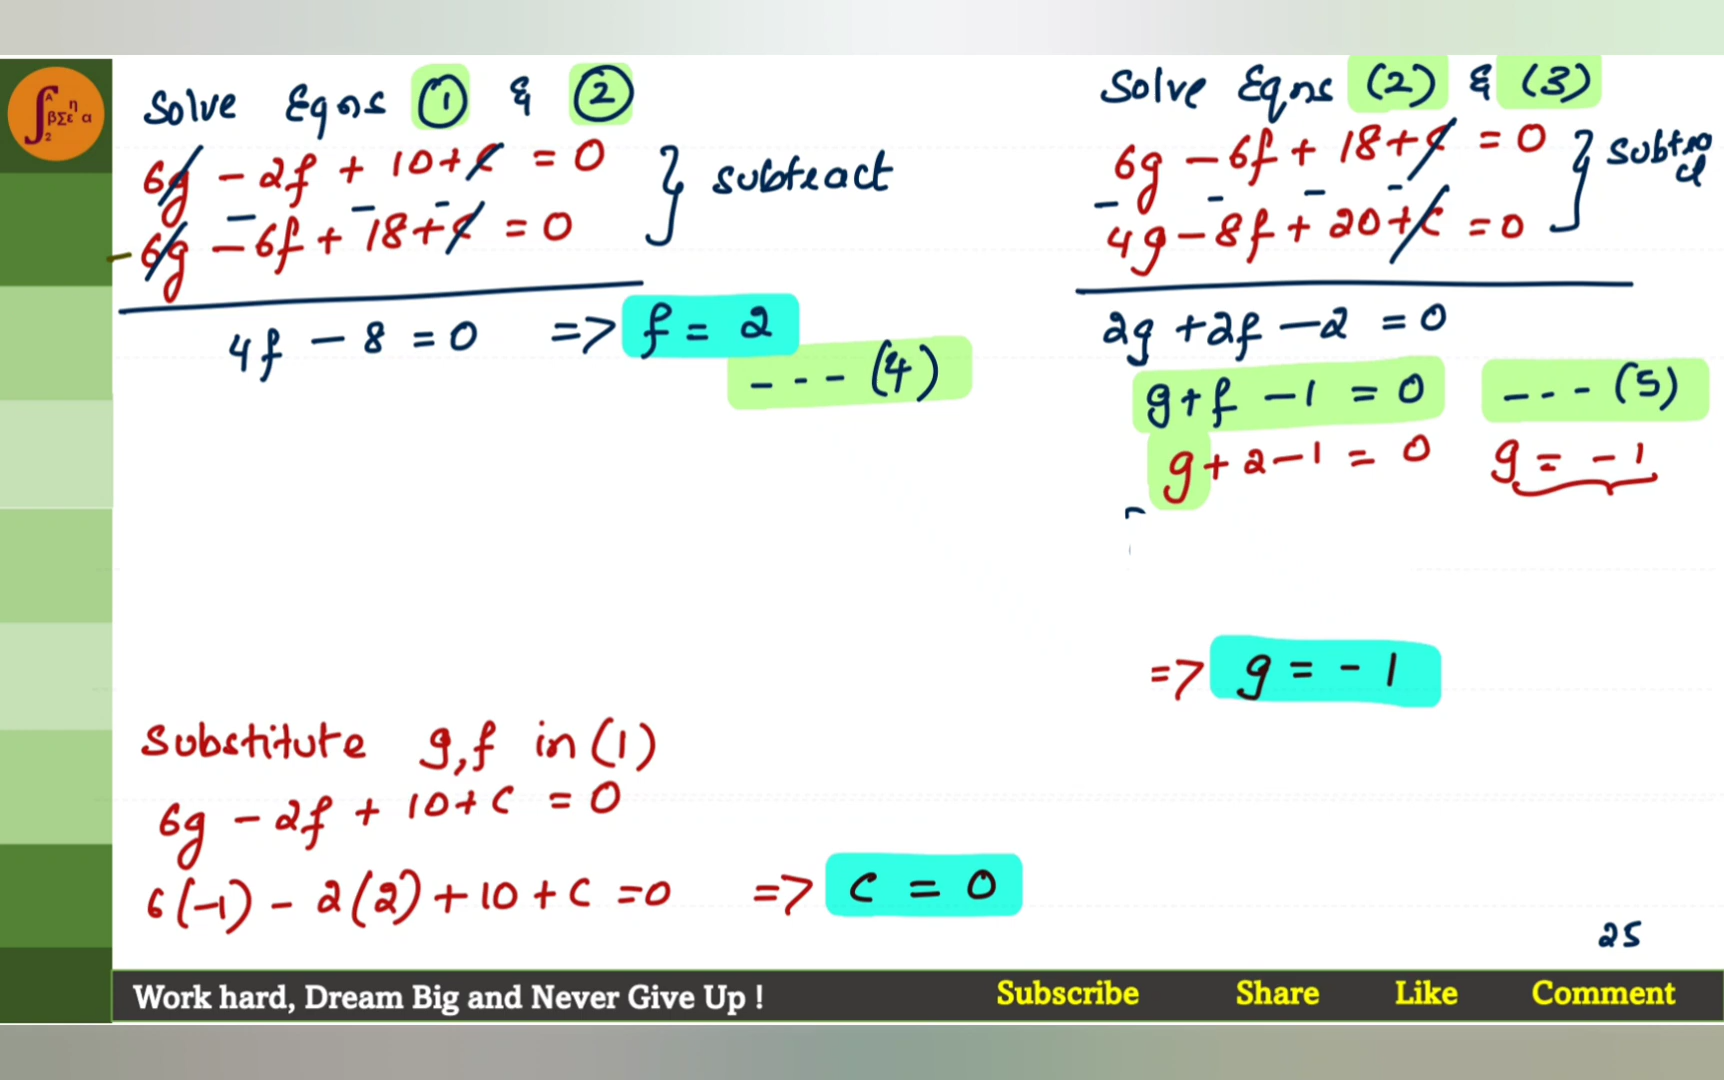 Solve Eqns ① & ②
6g - 2f + 10 + c = 0
- 6g - 6f + 18 + c = 0
} subtract
4f - 8 = 0 => f = 2
--- (4)
Solve Eqns (2) & (3)
6g - 6f + 18 + c = 0
4g - 8f + 20 + c = 0
2g + 2f - 2 = 0
g + f - 1 = 0 --- (5)
g + 2 - 1 = 0 g = -1
=> g = -1
Substitute g, f in (1)
6g - 2f + 10 + c = 0
6(-1) - 2(2) + 10 + c = 0 => c = 0
25
Work hard, Dream Big and Never Give Up !
Subscribe Share Like Comment